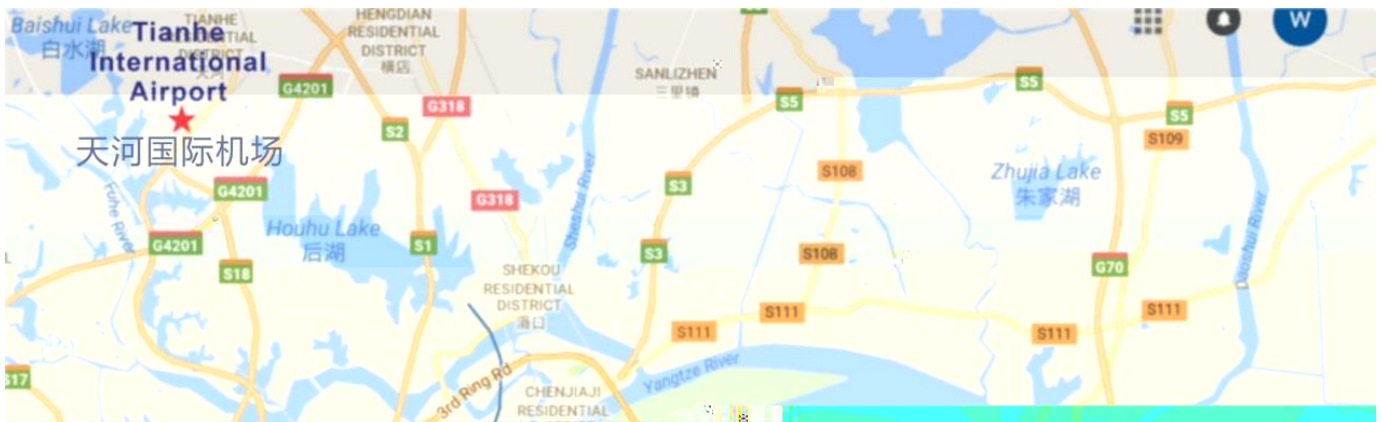 Baishui Lake
白水湖
Tianhe
International
Airport
TIANHE
DISTRICT
天河国际机场
HENGDIAN
RESIDENTIAL
DISTRICT
横店
G4201
G318
S2
SANLIZHEN
三里镇
S5
S5
S5
S109
W
G318
G4201
G4201
S18
Fuhe River
Houhu Lake
后湖
S1
Sheshui River
S3
S3
S108
S108
Zhujia Lake
朱家湖
G70
Daoshui River
SHEKOU
RESIDENTIAL
DISTRICT
S111
S111
S111
S111
S17
3rd Ring Rd
Yangtze River
CHENJIAJI
RESIDENTIAL